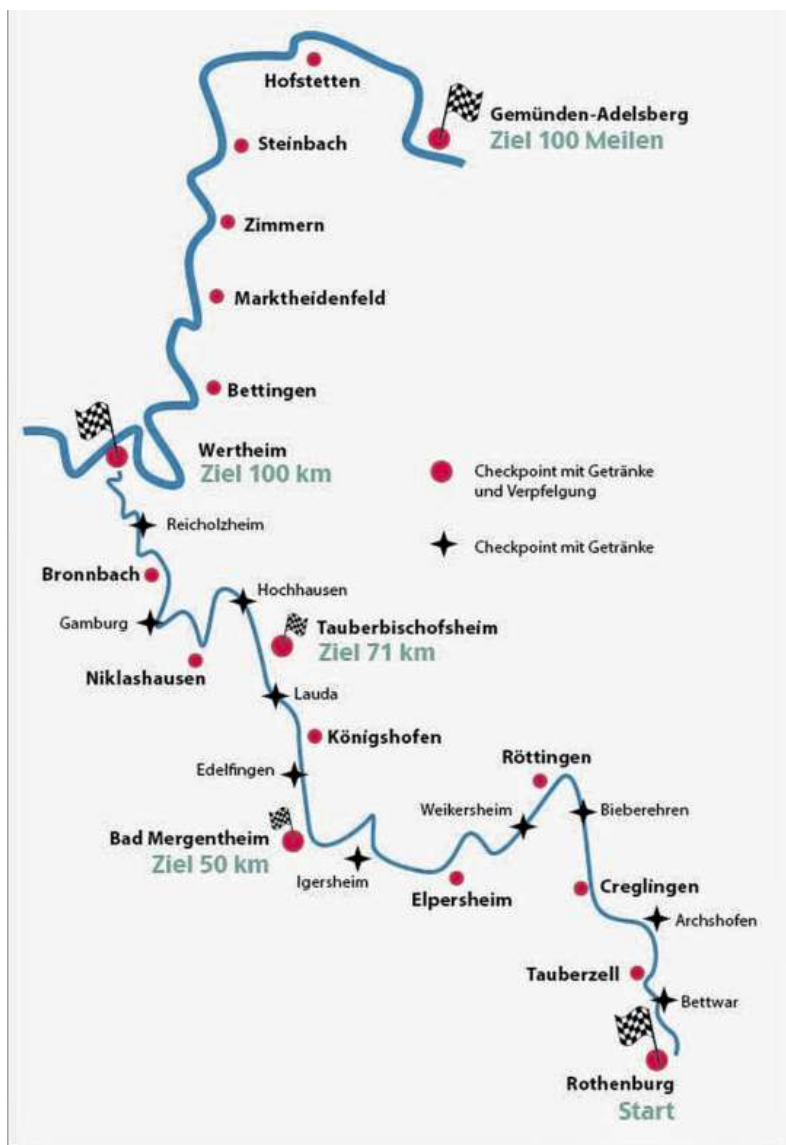 Hofstetten
Gemünden-Adelsberg
Ziel 100 Meilen
Steinbach
Zimmern
Marktheidenfeld
Bettingen
Wertheim
Ziel 100 km
Checkpoint mit Getränke
und Verpfelgung
Reicholzheim
Checkpoint mit Getränke
Bronnbach
Hochhausen
Gamburg
Tauberbischofsheim
Ziel 71 km
Niklashausen
Lauda
Königshofen
Röttingen
Edelfingen
Weikersheim
Bieberehren
Bad Mergentheim
Ziel 50 km
Igersheim
Elpersheim
Creglingen
Archshofen
Tauberzell
Bettwar
Rothenburg
Start